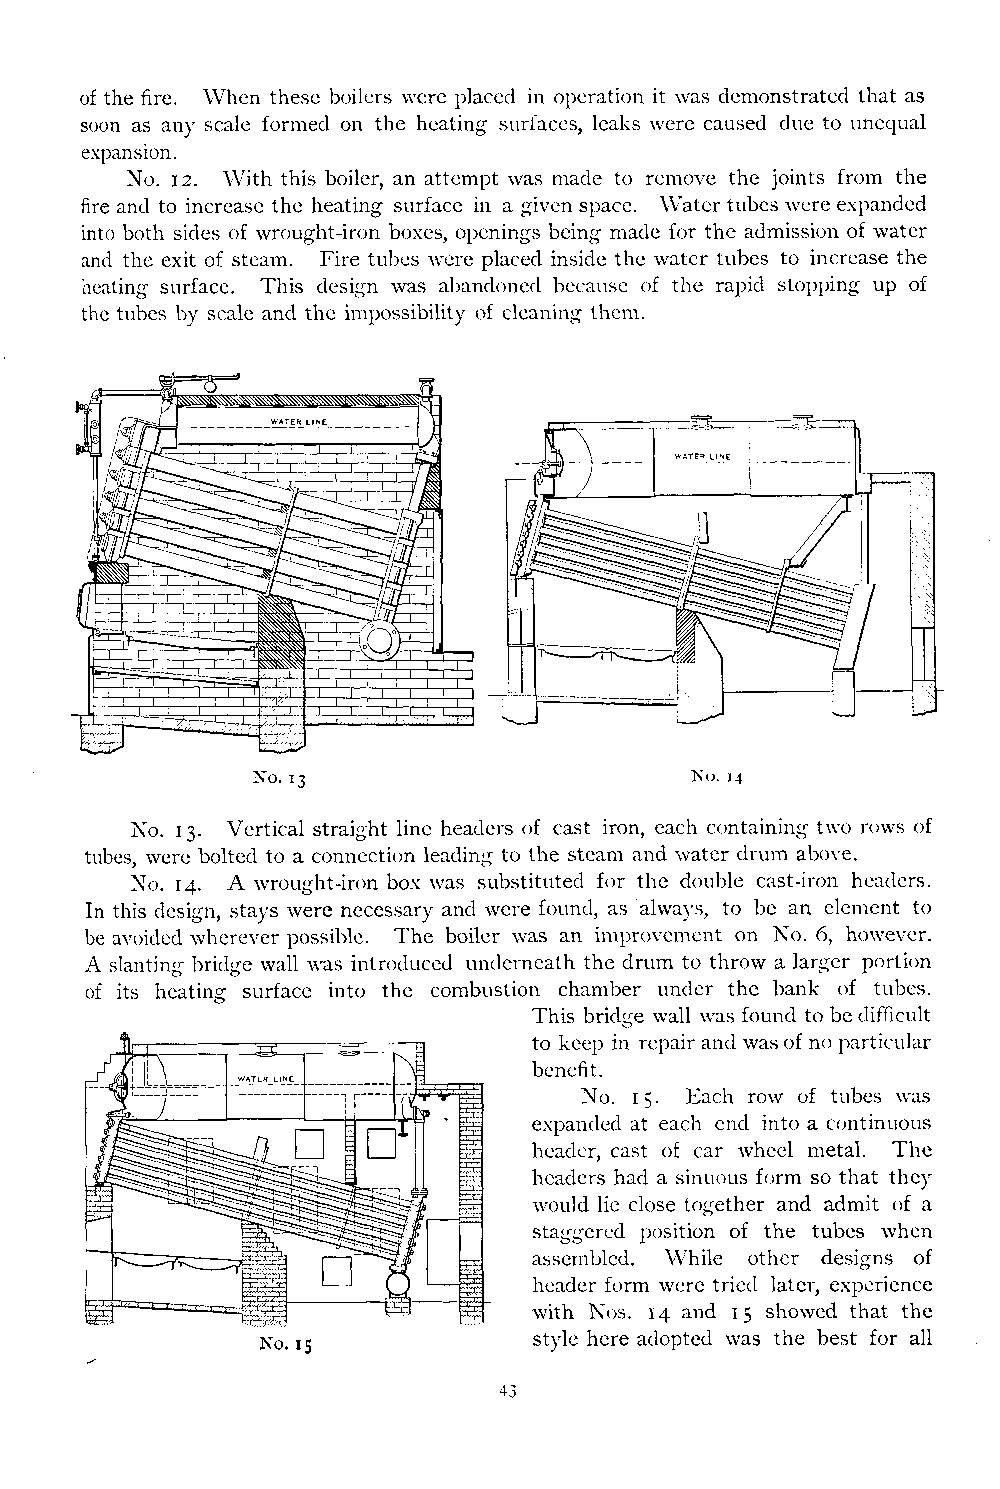 of the fire. When these boilers were placed in operation it was demonstrated that as
soon as any scale formed on the heating surfaces, leaks were caused due to unequal
expansion.
No. 12. With this boiler, an attempt was made to remove the joints from the
fire and to increase the heating surface in a given space. Water tubes were expanded
into both sides of wrought-iron boxes, openings being made for the admission of water
and the exit of steam. Fire tubes were placed inside the water tubes to increase the
heating surface. This design was abandoned because of the rapid stopping up of
the tubes by scale and the impossibility of cleaning them.
WATER LINE
WATER LINE
No. 13
No. 14
No. 13. Vertical straight line headers of cast iron, each containing two rows of
tubes, were bolted to a connection leading to the steam and water drum above.
No. 14. A wrought-iron box was substituted for the double cast-iron headers.
In this design, stays were necessary and were found, as always, to be an element to
be avoided wherever possible. The boiler was an improvement on No. 6, however.
A slanting bridge wall was introduced underneath the drum to throw a larger portion
of its heating surface into the combustion chamber under the bank of tubes.
This bridge wall was found to be difficult
to keep in repair and was of no particular
benefit.
No. 15. Each row of tubes was
expanded at each end into a continuous
header, cast of car wheel metal. The
headers had a sinuous form so that they
would lie close together and admit of a
staggered position of the tubes when
assembled. While other designs of
header form were tried later, experience
with Nos. 14 and 15 showed that the
style here adopted was the best for all
WATER LINE
No. 15
43